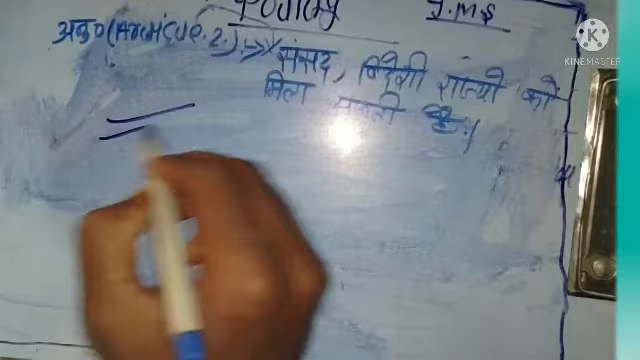 Polity J.M.S
अनु०(Article.2) :-> संसद, विदेशी राज्यो को
मिला सकती है।
KINEMASTER